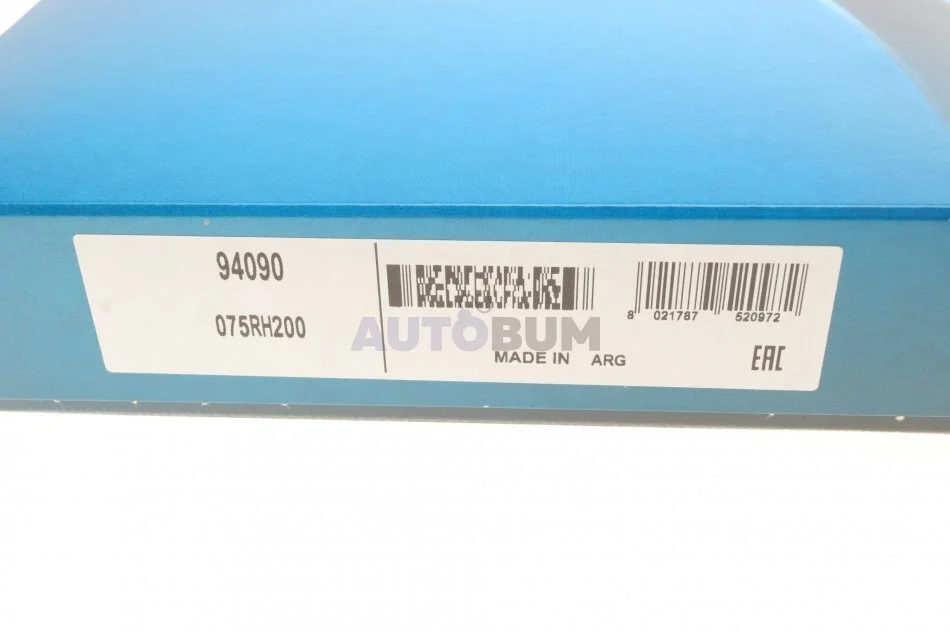 94090
075RH200
8 021787 520972
AUTOBUM
MADE IN ARG
EAC